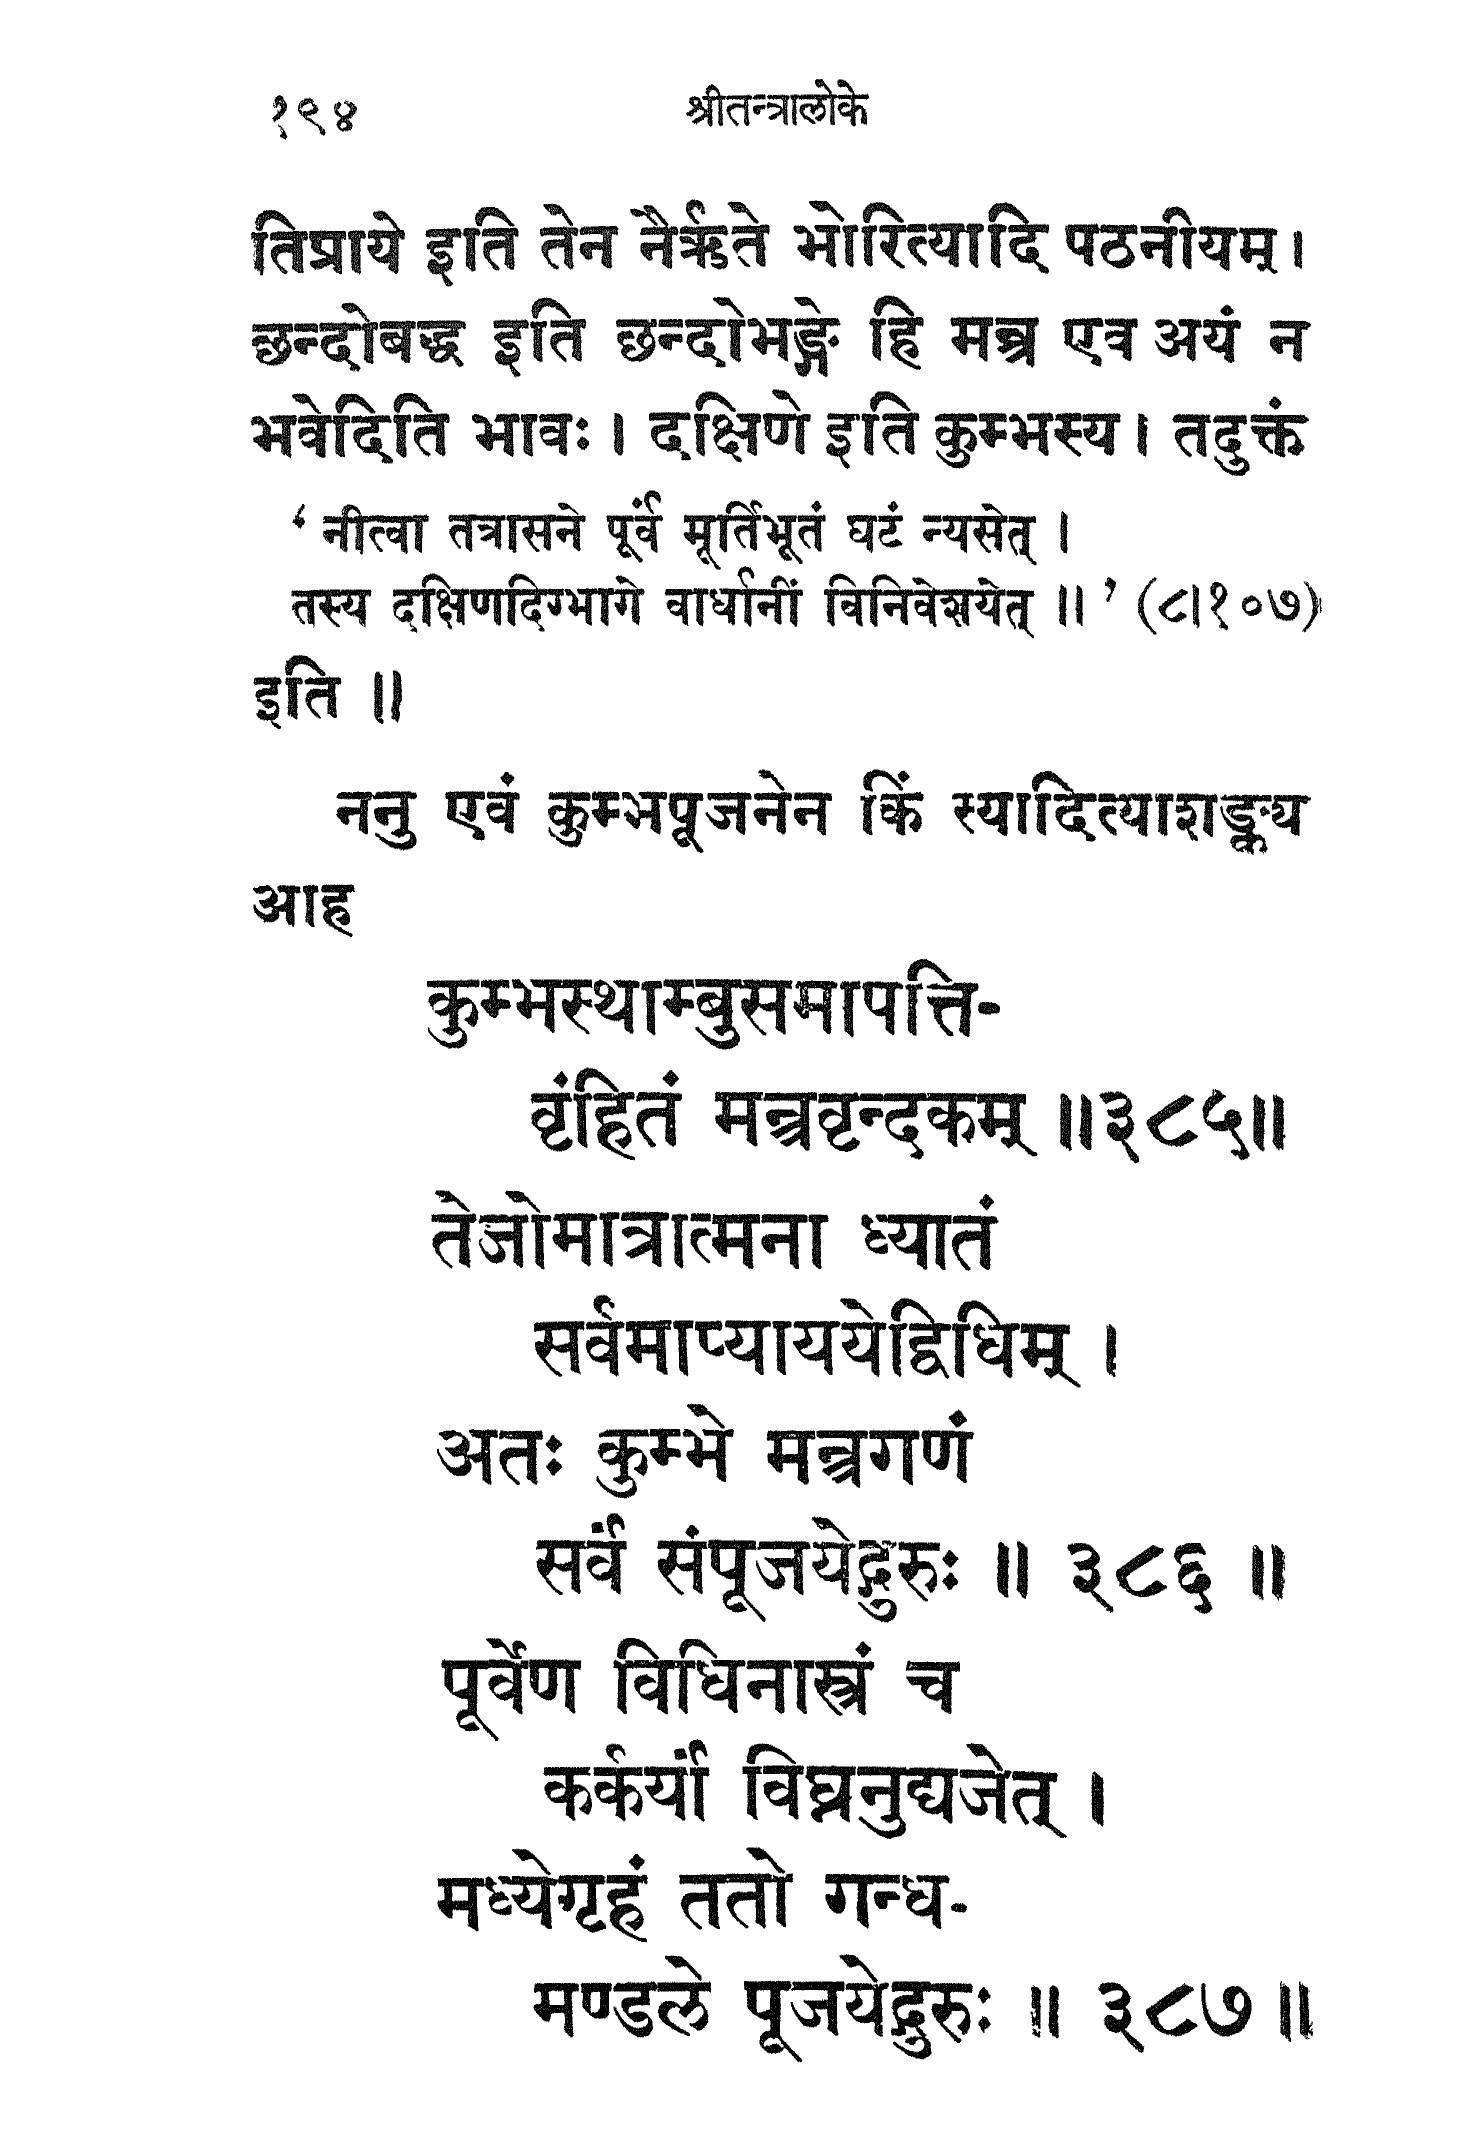 १९४ श्रीतन्त्रालोके
तिप्राये इति तेन नैर्ऋते भोरित्यादि पठनीयम् ।
छन्दोबद्ध इति छन्दोभङ्गे हि मन्त्र एव अयं न
भवेदिति भावः । दक्षिणे इति कुम्भस्य । तदुक्तं
‘ नीत्वा तत्रासने पूर्वं मूर्तिभूतं घटं न्यसेत् ।
तस्य दक्षिणदिग्भागे वार्धानीं विनिवेशयेत् ॥ ’ (८।१०७)
इति ॥
ननु एवं कुम्भपूजनेन किं स्यादित्याशङ्क्य
आह
कुम्भस्थाम्बुसमापत्ति-
वृंहितं मन्त्रवृन्दकम् ॥३८५॥
तेजोमात्रात्मना ध्यातं
सर्वमाप्याययेद्विधिम् ।
अतः कुम्भे मन्त्रगणं
सर्वं संपूजयेद्गुरुः ॥ ३८६ ॥
पूर्वेण विधिनास्त्रं च
कर्कर्यां विघ्ननुद्यजेत् ।
मध्येगृहं ततो गन्ध-
मण्डले पूजयेद्गुरुः ॥ ३८७ ॥